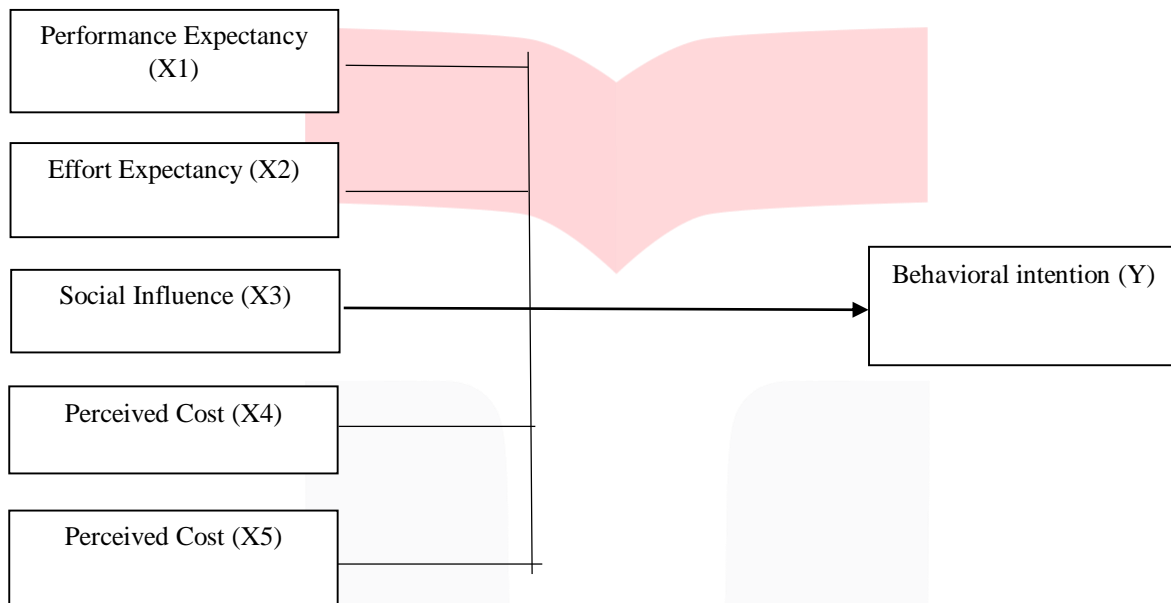 Performance Expectancy
(X1)
Effort Expectancy (X2)
Social Influence (X3)
Behavioral intention (Y)
Perceived Cost (X4)
Perceived Cost (X5)